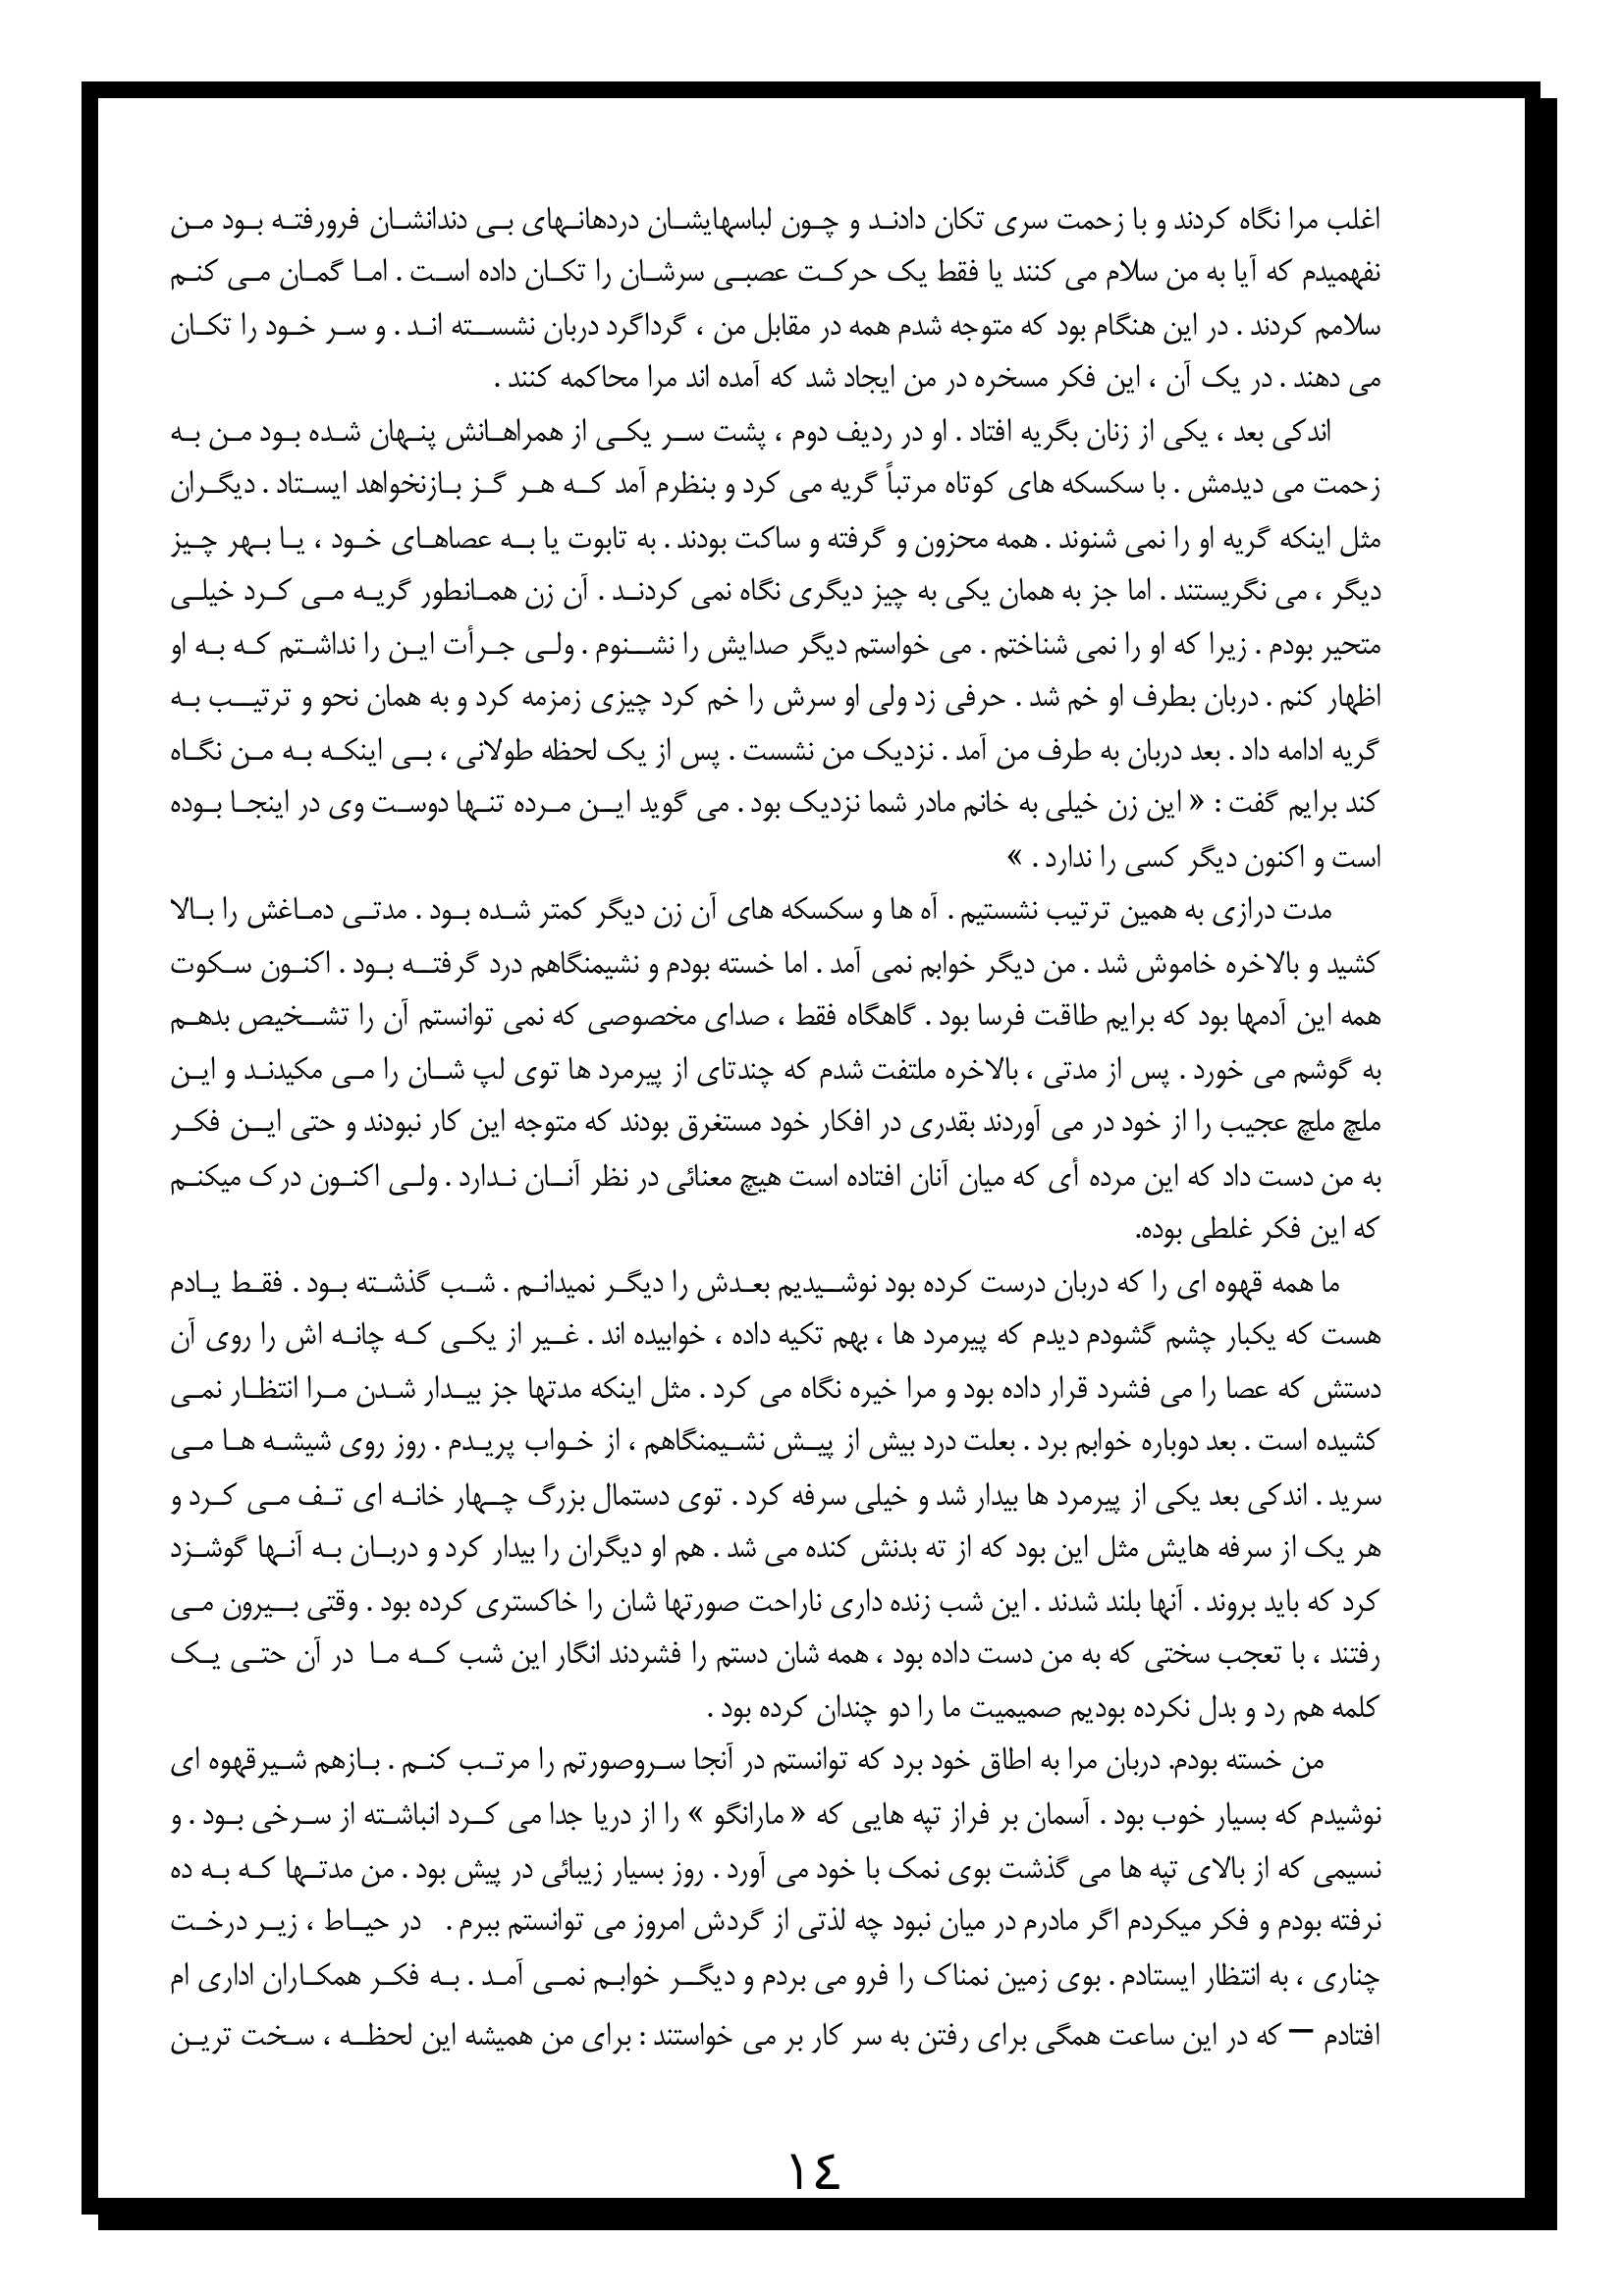 اغلب مرا نگاه کردند و با زحمت سری تکان دادند و چون لباسهایشان دردهانهای بی دندانشان فرورفته بود من
نفهمیدم که آیا به من سلام می کنند یا فقط یک حرکت عصبی سرشان را تکان داده است . اما گمان می کنم
سلامم کردند . در این هنگام بود که متوجه شدم همه در مقابل من ، گرداگرد دربان نشسته اند . و سر خود را تکان
می دهند . در یک آن ، این فکر مسخره در من ایجاد شد که آمده اند مرا محاکمه کنند .
اندکی بعد ، یکی از زنان بگریه افتاد . او در ردیف دوم ، پشت سر یکی از همراهانش پنهان شده بود من به
زحمت می دیدمش . با سکسکه های کوتاه مرتباً گریه می کرد و بنظرم آمد که هر گز بازنخواهد ایستاد . دیگران
مثل اینکه گریه او را نمی شنوند . همه محزون و گرفته و ساکت بودند . به تابوت یا به عصاهای خود ، یا بهر چیز
دیگر ، می نگریستند . اما جز به همان یکی به چیز دیگری نگاه نمی کردند . آن زن همانطور گریه می کرد خیلی
متحیر بودم . زیرا که او را نمی شناختم . می خواستم دیگر صدایش را نشنوم . ولی جرأت این را نداشتم که به او
اظهار کنم . دربان بطرف او خم شد . حرفی زد ولی او سرش را خم کرد چیزی زمزمه کرد و به همان نحو و ترتیب به
گریه ادامه داد . بعد دربان به طرف من آمد . نزدیک من نشست . پس از یک لحظه طولانی ، بی اینکه به من نگاه
کند برایم گفت : « این زن خیلی به خانم مادر شما نزدیک بود . می گوید این مرده تنها دوست وی در اینجا بوده
است و اکنون دیگر کسی را ندارد . »
مدت درازی به همین ترتیب نشستیم . آه ها و سکسکه های آن زن دیگر کمتر شده بود . مدتی دماغش را بالا
کشید و بالاخره خاموش شد . من دیگر خوابم نمی آمد . اما خسته بودم و نشیمنگاهم درد گرفته بود . اکنون سکوت
همه این آدمها بود که برایم طاقت فرسا بود . گاهگاه فقط ، صدای مخصوصی که نمی توانستم آن را تشخیص بدهم
به گوشم می خورد . پس از مدتی ، بالاخره ملتفت شدم که چندتای از پیرمرد ها توی لپ شان را می مکیدند و این
ملچ ملچ عجیب را از خود در می آوردند بقدری در افکار خود مستغرق بودند که متوجه این کار نبودند و حتی این فکر
به من دست داد که این مرده أی که میان آنان افتاده است هیچ معنائی در نظر آنان ندارد . ولی اکنون درک میکنم
که این فکر غلطی بوده.
ما همه قهوه ای را که دربان درست کرده بود نوشیدیم بعدش را دیگر نمیدانم . شب گذشته بود . فقط یادم
هست که یکبار چشم گشودم دیدم که پیرمرد ها ، بهم تکیه داده ، خوابیده اند . غیر از یکی که چانه اش را روی آن
دستش که عصا را می فشرد قرار داده بود و مرا خیره نگاه می کرد . مثل اینکه مدتها جز بیدار شدن مرا انتظار نمی
کشیده است . بعد دوباره خوابم برد . بعلت درد بیش از پیش نشیمنگاهم ، از خواب پریدم . روز روی شیشه ها می
سرید . اندکی بعد یکی از پیرمرد ها بیدار شد و خیلی سرفه کرد . توی دستمال بزرگ چهار خانه ای تف می کرد و
هر یک از سرفه هایش مثل این بود که از ته بدنش کنده می شد . هم او دیگران را بیدار کرد و دربان به آنها گوشزد
کرد که باید بروند . آنها بلند شدند . این شب زنده داری ناراحت صورتها شان را خاکستری کرده بود . وقتی بیرون می
رفتند ، با تعجب سختی که به من دست داده بود ، همه شان دستم را فشردند انگار این شب که ما در آن حتی یک
کلمه هم رد و بدل نکرده بودیم صمیمیت ما را دو چندان کرده بود .
من خسته بودم. دربان مرا به اطاق خود برد که توانستم در آنجا سروصورتم را مرتب کنم . بازهم شیرقهوه ای
نوشیدم که بسیار خوب بود . آسمان بر فراز تپه هایی که « مارانگو » را از دریا جدا می کرد انباشته از سرخی بود . و
نسیمی که از بالای تپه ها می گذشت بوی نمک با خود می آورد . روز بسیار زیبائی در پیش بود . من مدتها که به ده
نرفته بودم و فکر میکردم اگر مادرم در میان نبود چه لذتی از گردش امروز می توانستم ببرم . در حیاط ، زیر درخت
چناری ، به انتظار ایستادم . بوی زمین نمناک را فرو می بردم و دیگر خوابم نمی آمد . به فکر همکاران اداری ام
افتادم – که در این ساعت همگی برای رفتن به سر کار بر می خواستند : برای من همیشه این لحظه ، سخت ترین
١٤